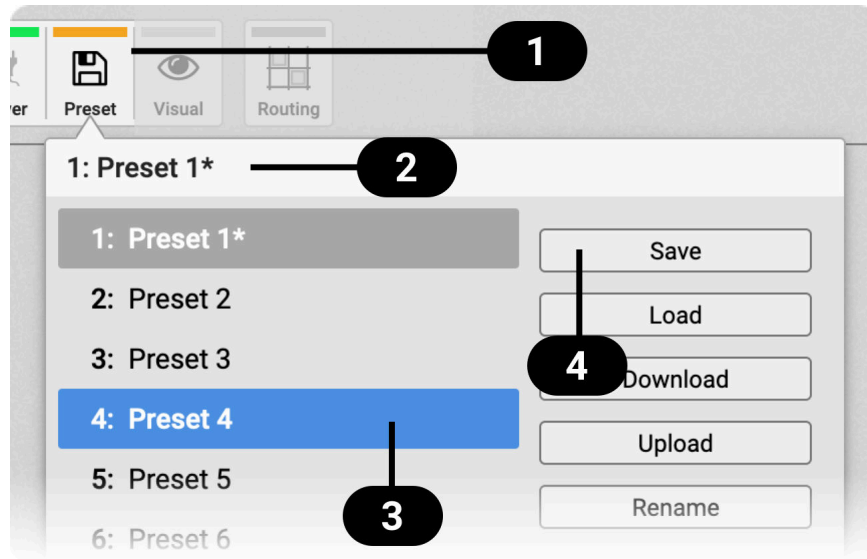 er
Preset
Visual
Routing
1
1: Preset 1*
2
1: Preset 1*
2: Preset 2
3: Preset 3
4: Preset 4
5: Preset 5
6: Preset 6
3
Save
Load
4
Download
Upload
Rename